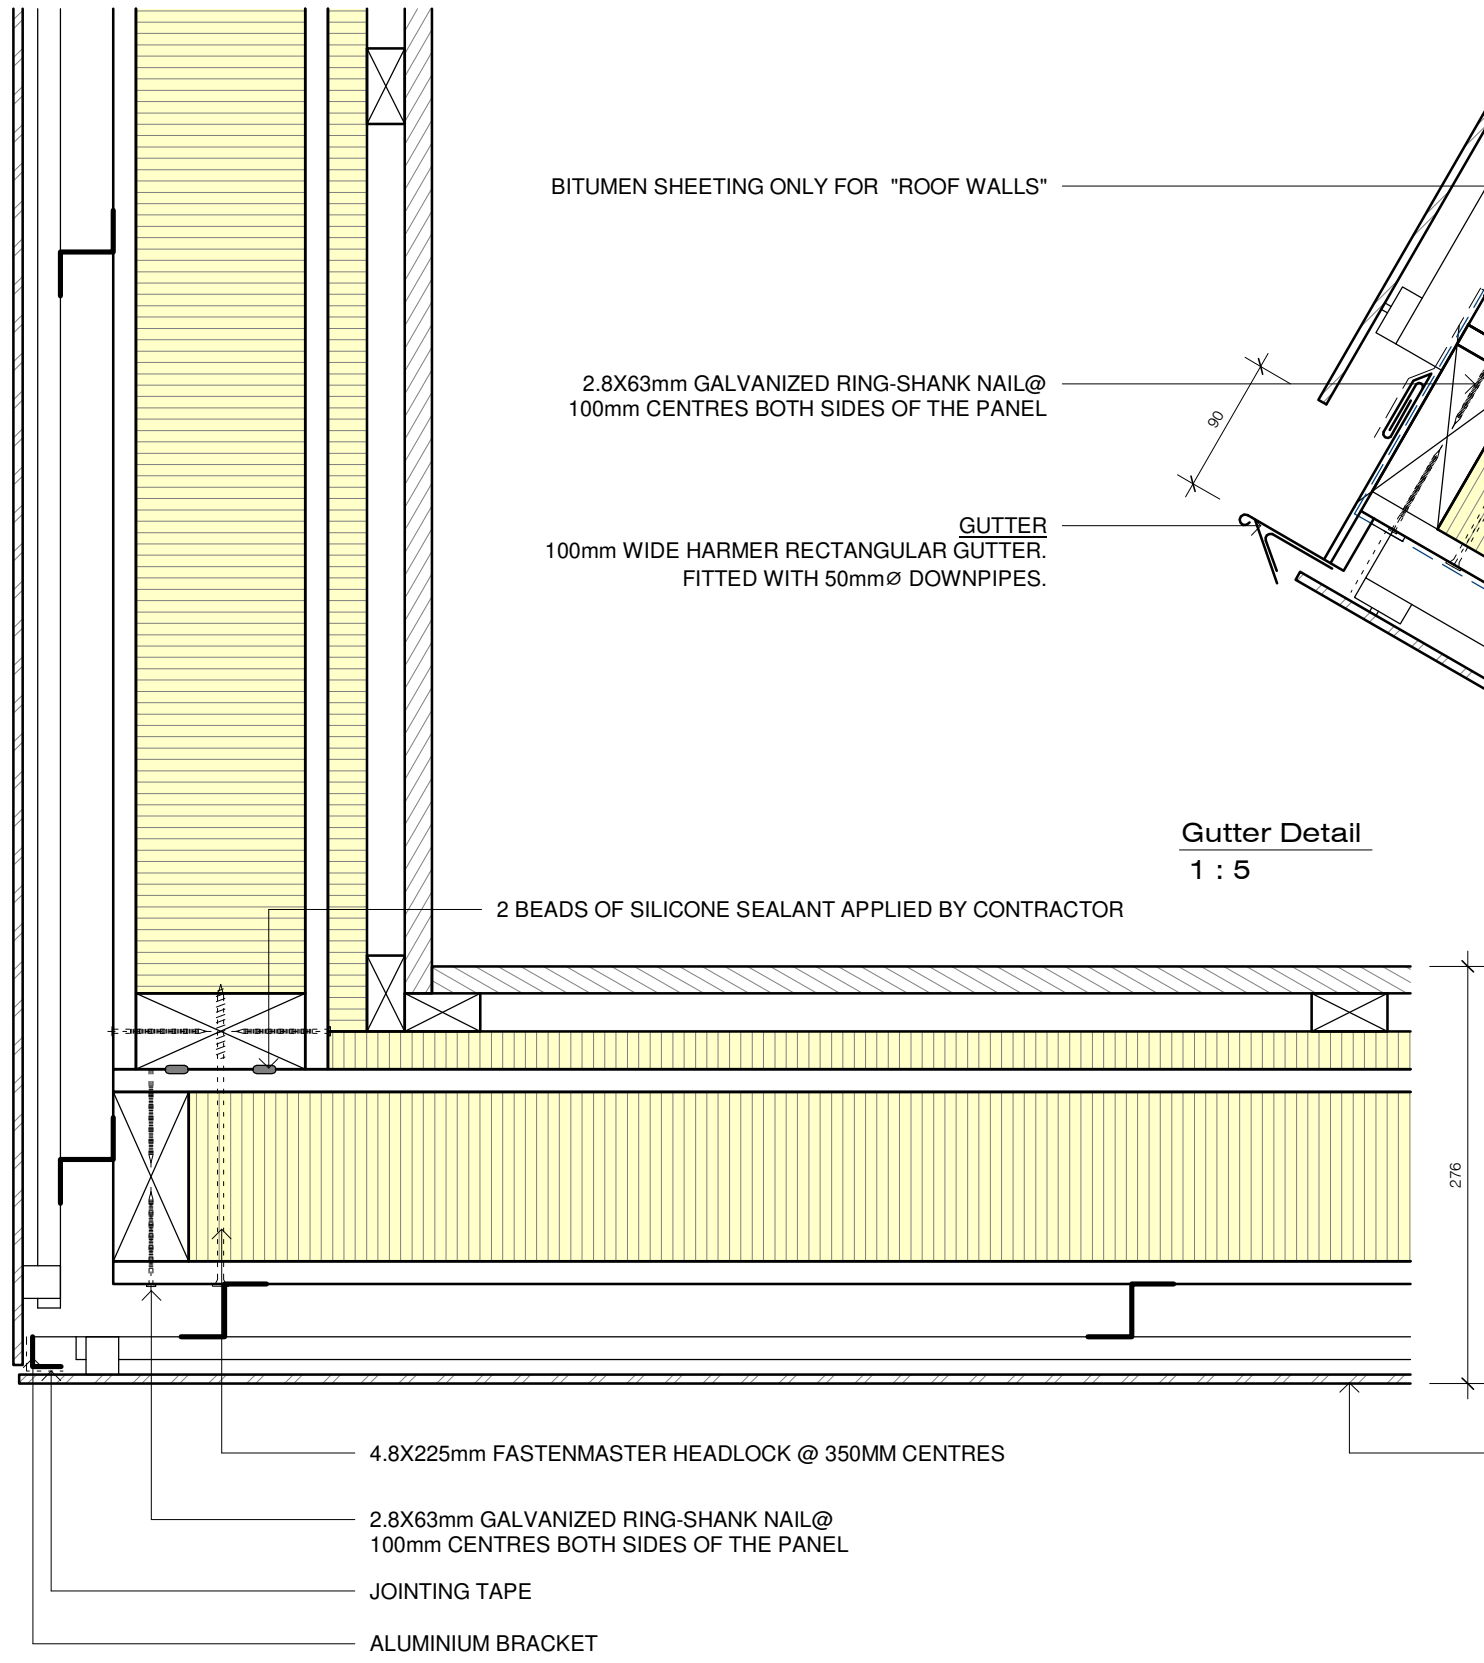 BITUMEN SHEETING ONLY FOR "ROOF WALLS"
2.8X63mm GALVANIZED RING-SHANK NAIL@
100mm CENTRES BOTH SIDES OF THE PANEL
90
GUTTER
100mm WIDE HARMER RECTANGULAR GUTTER.
FITTED WITH 50mmØ DOWNPIPES.
Gutter Detail
1 : 5
2 BEADS OF SILICONE SEALANT APPLIED BY CONTRACTOR
276
4.8X225mm FASTENMASTER HEADLOCK @ 350MM CENTRES
2.8X63mm GALVANIZED RING-SHANK NAIL@
100mm CENTRES BOTH SIDES OF THE PANEL
JOINTING TAPE
ALUMINIUM BRACKET